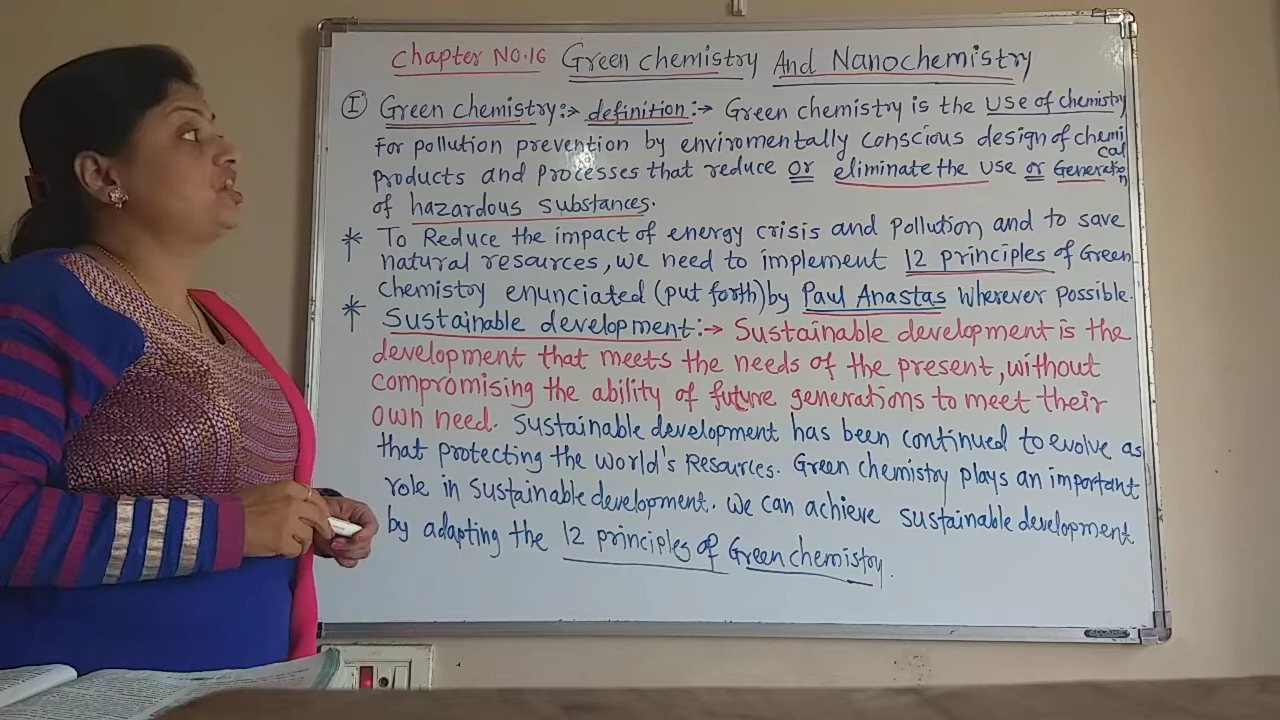 Chapter No.16 Green chemistry And Nanochemistry
I Green chemistry:-> definition:-> Green chemistry is the use of chemistry
for pollution prevention by enviromentally conscious design of chemical
products and processes that reduce or eliminate the use or Generation
of hazardous substances.
* To Reduce the impact of energy crisis and pollution and to save
natural resources, we need to implement 12 principles of Green
chemistry enunciated (put forth) by Paul Anastas wherever possible.
* Sustainable development:-> Sustainable development is the
development that meets the needs of the present, without
compromising the ability of future generations to meet their
own need. Sustainable development has been continued to evolve as
that protecting the world's Resources. Green chemistry plays an important
role in sustainable development. we can achieve sustainable development
by adapting the 12 principles of Green chemistry.